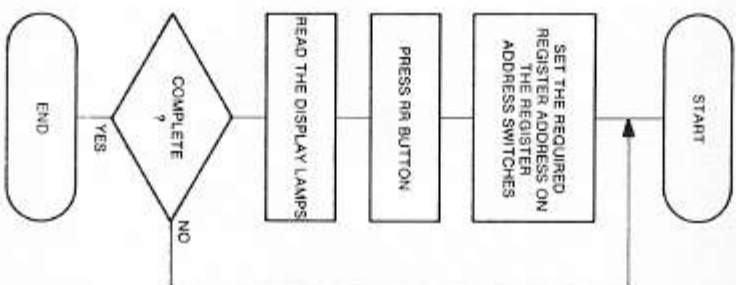 START
SET THE REQUIRED
REGISTER ADDRESS ON
THE REGISTER
ADDRESS SWITCHES
PRESS RR BUTTON
READ THE DISPLAY LAMPS
COMPLETE
?
NO
YES
END